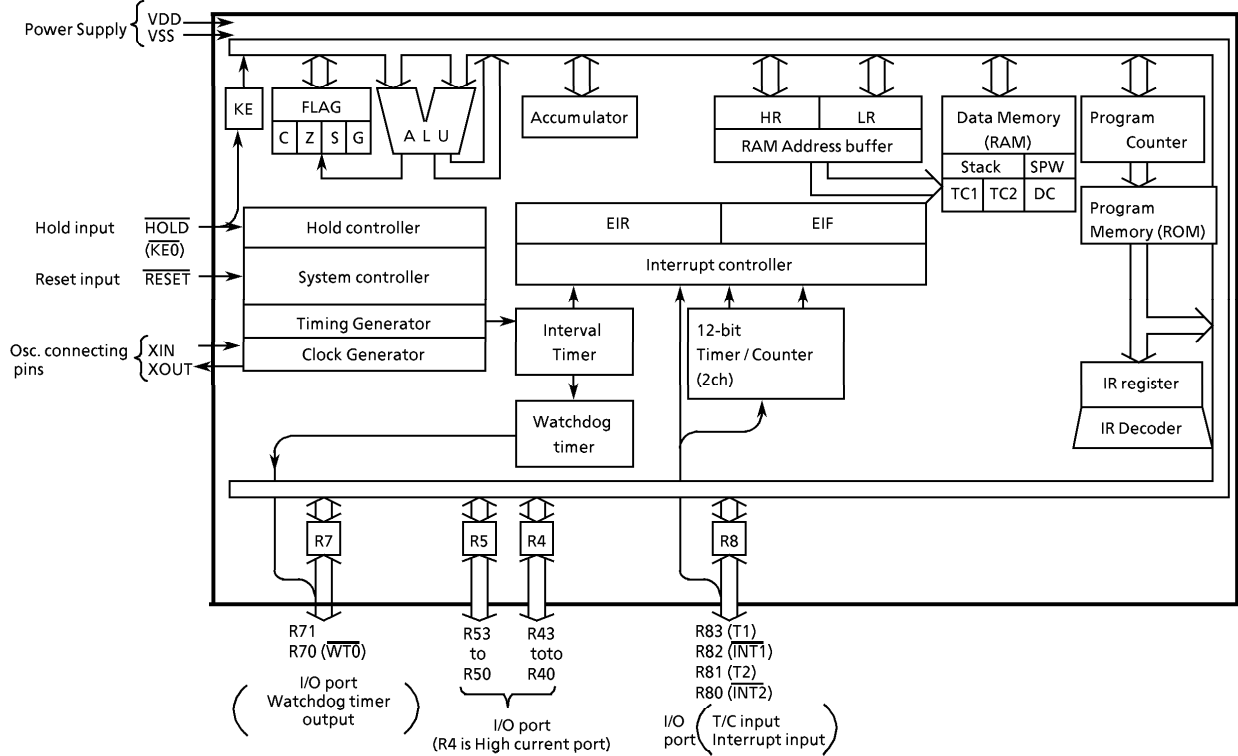 Power Supply
VDD
VSS
KE
FLAG
C Z S G
A L U
Accumulator
HR LR
RAM Address buffer
Data Memory
(RAM)
Stack SPW
TC1 TC2 DC
Program
Counter
Program
Memory (ROM)
Hold input HOLD
(KE0)
Reset input RESET
Osc. connecting
pins
XIN
XOUT
Hold controller
System controller
Timing Generator
Clock Generator
EIR EIF
Interrupt controller
Interval
Timer
12-bit
Timer / Counter
(2ch)
Watchdog
timer
IR register
IR Decoder
R7 R5 R4 R8
R71
R70 (WT0)
I/O port
Watchdog timer
output
R53
to
R50
R43
toto
R40
I/O port
(R4 is High current port)
R83 (T1)
R82 (INT1)
R81 (T2)
R80 (INT2)
I/O
port
T/C input
Interrupt input